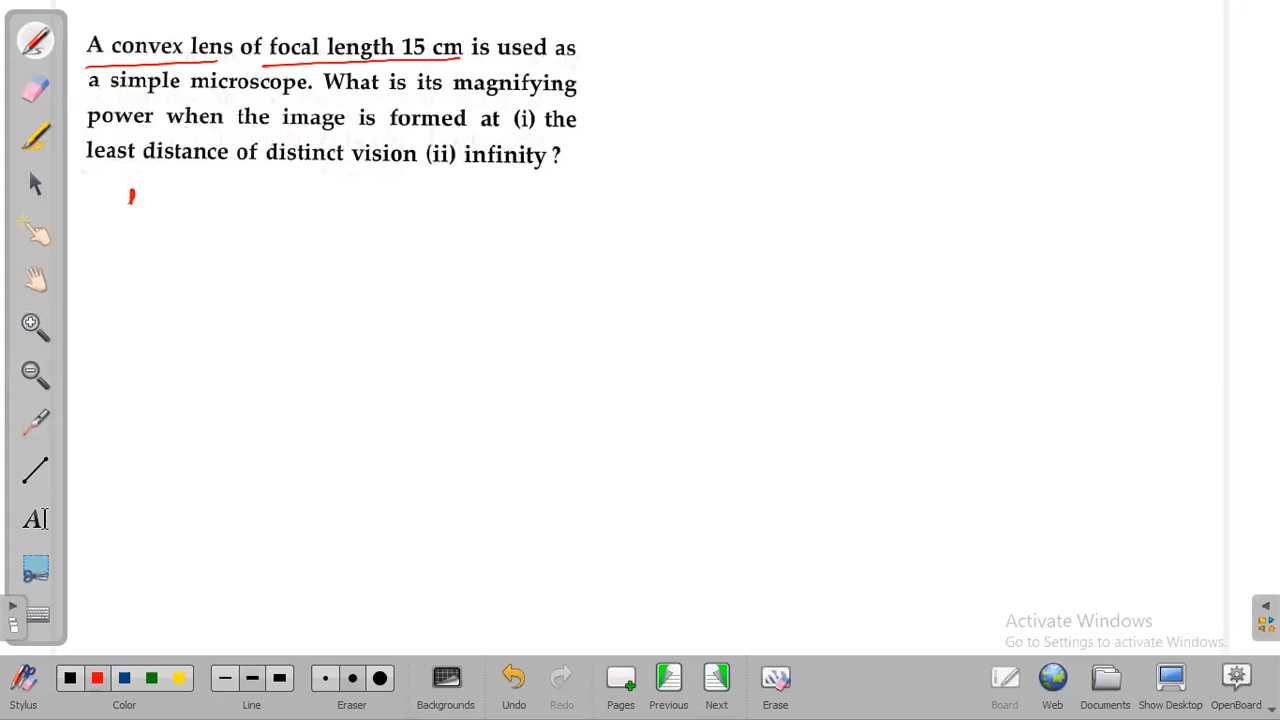 A convex lens of focal length 15 cm is used as
a simple microscope. What is its magnifying
power when the image is formed at (i) the
least distance of distinct vision (ii) infinity ?
A
Activate Windows
Go to Settings to activate Windows.
Stylus
Color
Line
Eraser
Backgrounds
Undo
Redo
Pages
Previous
Next
Erase
Board
Web
Documents
Show Desktop
OpenBoard